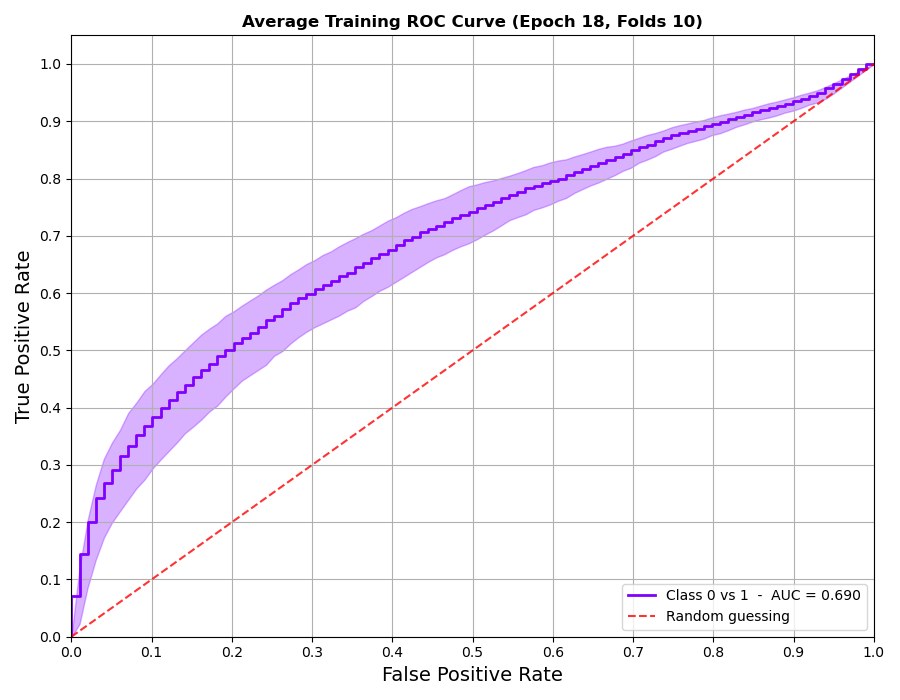 Average Training ROC Curve (Epoch 18, Folds 10)
True Positive Rate
1.0
0.9
0.8
0.7
0.6
0.5
0.4
0.3
0.2
0.1
0.0
Class 0 vs 1 - AUC = 0.690
Random guessing
0.0 0.1 0.2 0.3 0.4 0.5 0.6 0.7 0.8 0.9 1.0
False Positive Rate